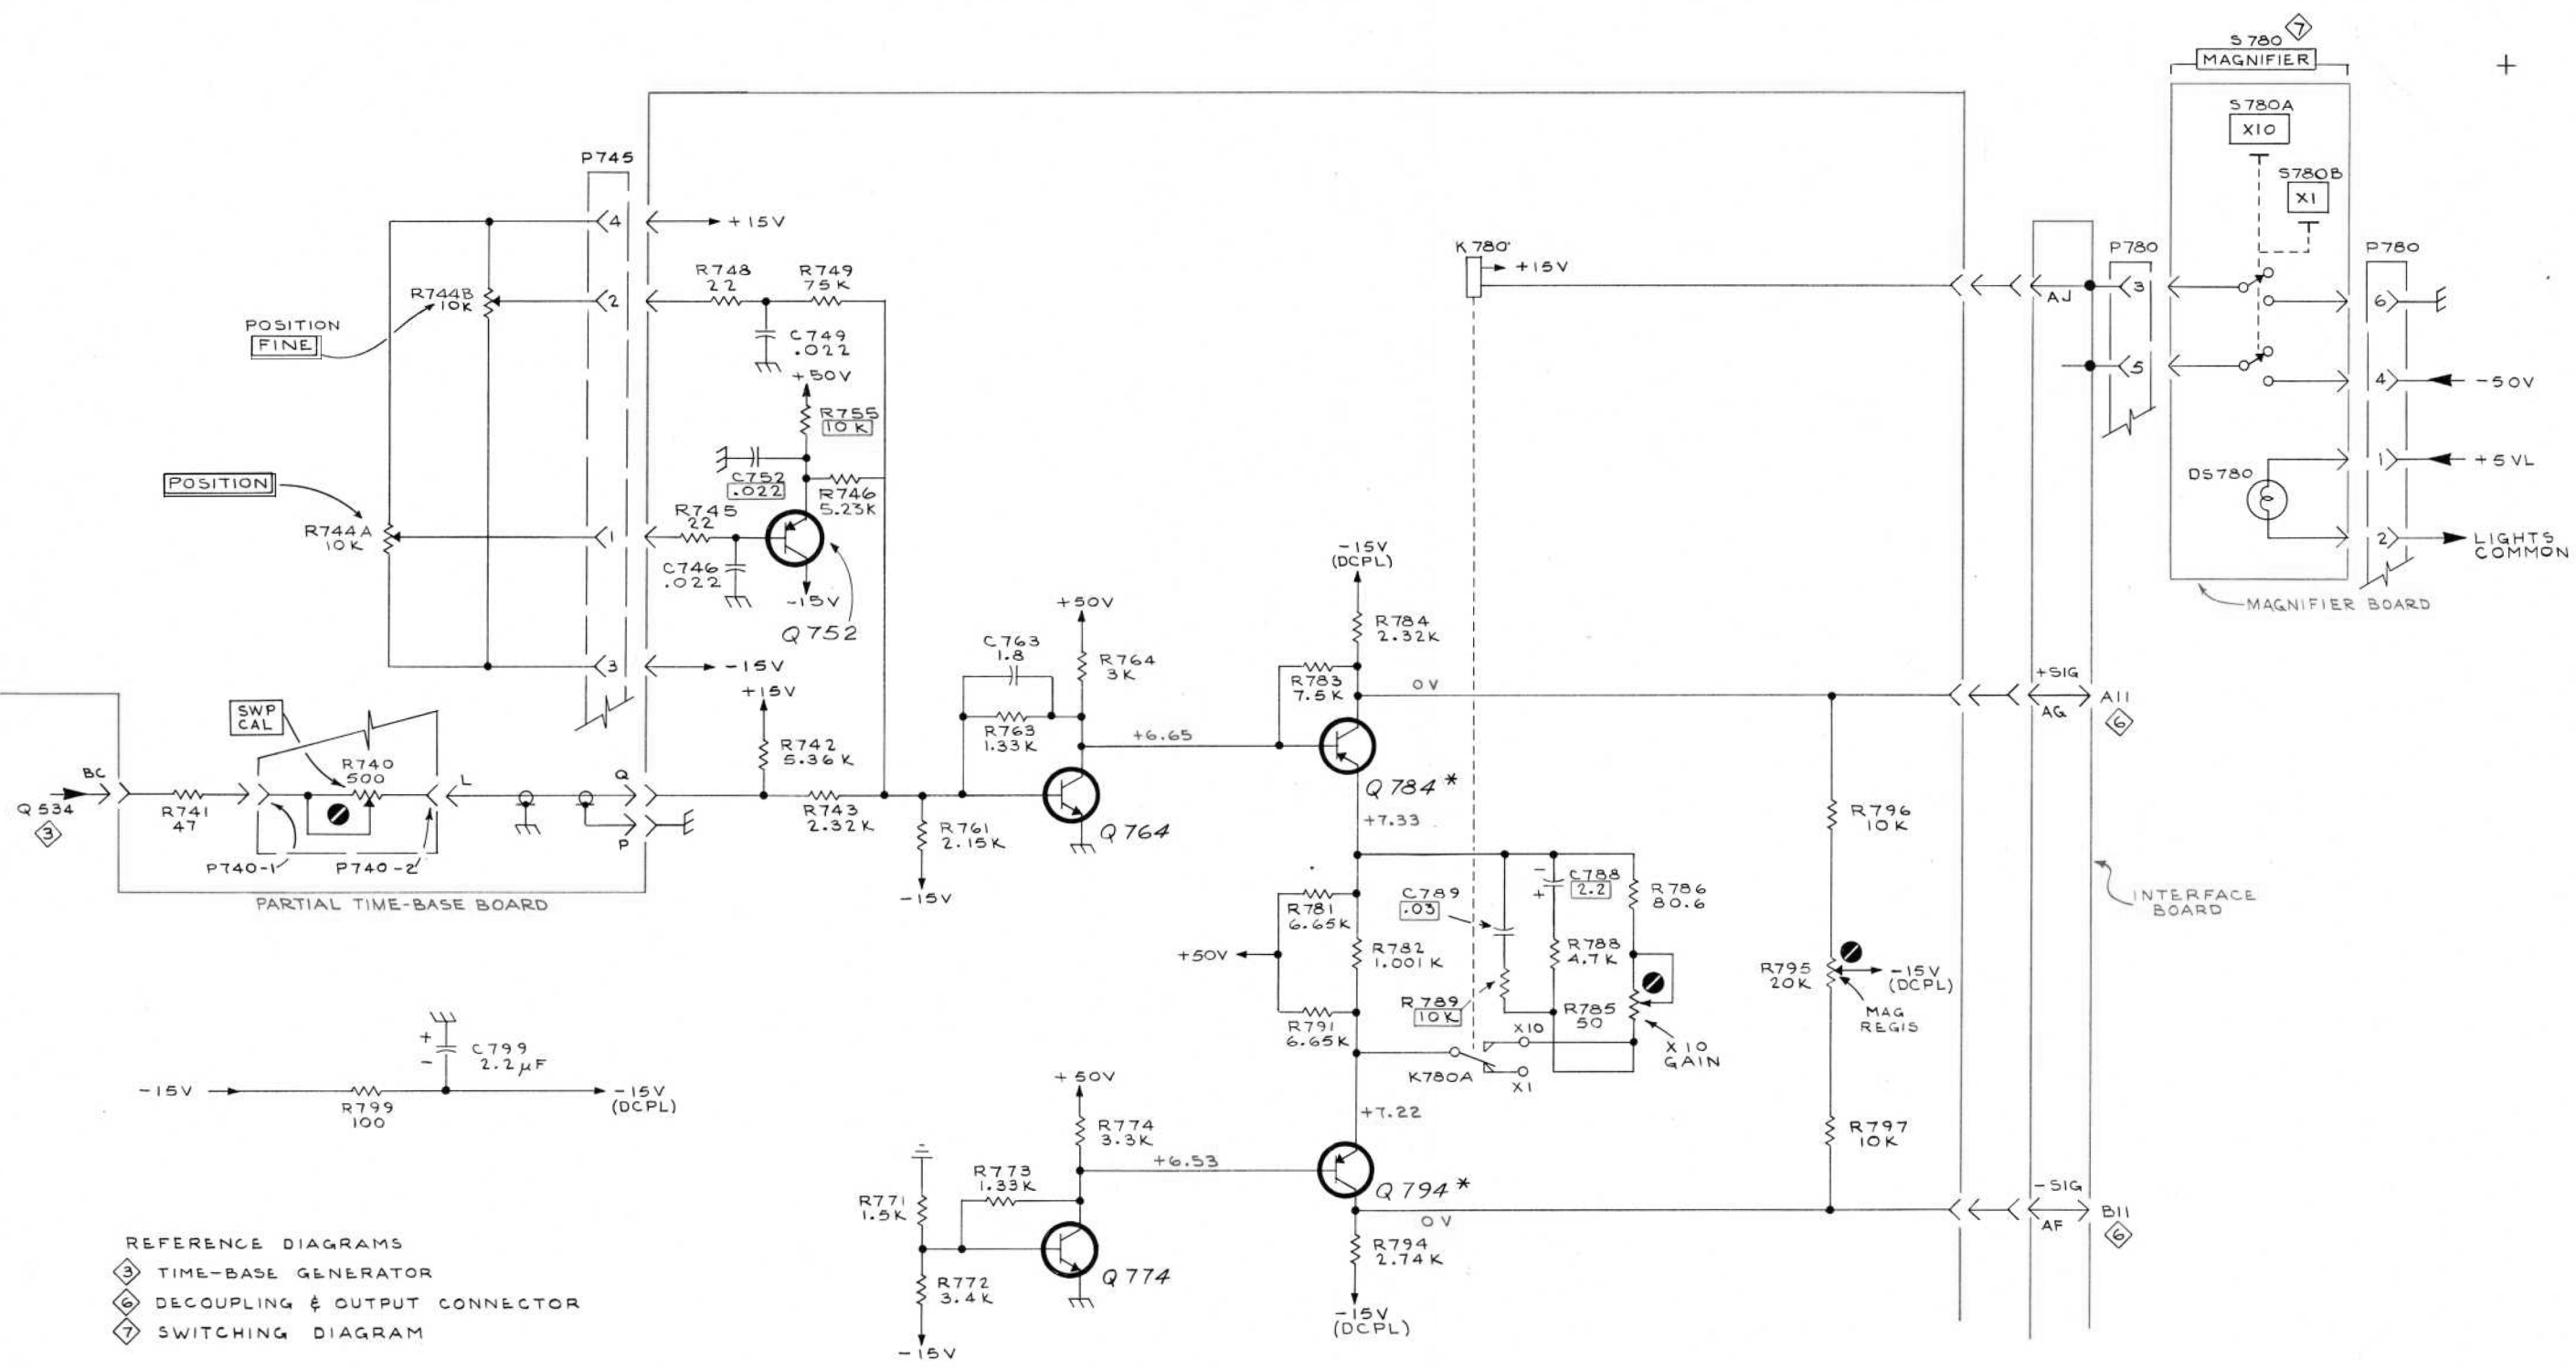 S780 7
MAGNIFIER
S780A
X10
S780B
X1
P745
4
+15V
K780
+15V
P780
P780
AJ
3
6
R748
22
R749
75K
R744B
10K
2
POSITION
FINE
C749
.022
+50V
5
4
-50V
R755
10K
C752
.022
R746
5.23K
1
+5VL
DS780
POSITION
R745
22
R744A
10K
1
2
LIGHTS
COMMON
C746
.022
-15V
Q752
-15V
(DCPL)
MAGNIFIER BOARD
+50V
R784
2.32K
C763
1.8
R764
3K
3
-15V
+15V
R783
7.5K
0V
+SIG
A11
AG
6
SWP
CAL
R763
1.33K
+6.65
R742
5.36K
R740
500
BC
L
Q
Q784*
Q534
3
R741
47
R743
2.32K
P
R761
2.15K
Q764
+7.33
R796
10K
P740-1
P740-2
-15V
PARTIAL TIME-BASE BOARD
C789
.03
-
+
C788
2.2
R786
80.6
INTERFACE
BOARD
R781
6.65K
+50V
R782
1.001K
R788
4.7K
R795
20K
-15V
(DCPL)
MAG
REGIS
R789
10K
R785
50
R791
6.65K
X10
X10
GAIN
K780A
X1
+
-
C799
2.2µF
-15V
R799
100
-15V
(DCPL)
+50V
+7.22
R774
3.3K
R797
10K
+6.53
R773
1.33K
R771
1.5K
Q794*
-SIG
B11
0V
AF
6
R794
2.74K
Q774
R772
3.4K
-15V
-15V
(DCPL)
REFERENCE DIAGRAMS
3 TIME-BASE GENERATOR
6 DECOUPLING & OUTPUT CONNECTOR
7 SWITCHING DIAGRAM